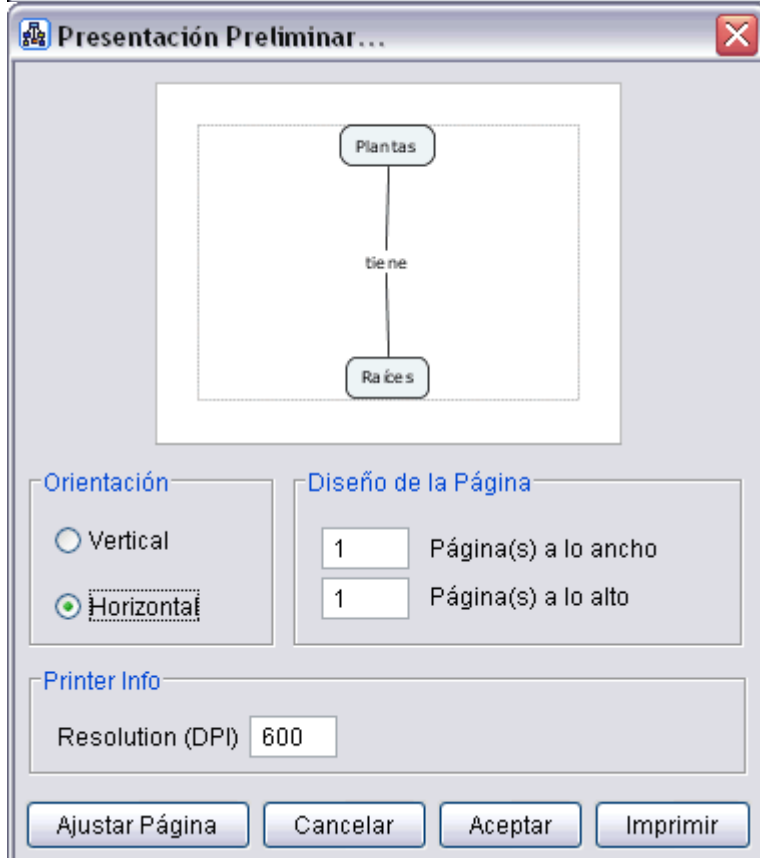 Presentación Preliminar...
Plantas
tiene
Raíces
Orientación
Diseño de la Página
Vertical
1 Página(s) a lo ancho
Horizontal
1 Página(s) a lo alto
Printer Info
Resolution (DPI) 600
Ajustar Página Cancelar Aceptar Imprimir